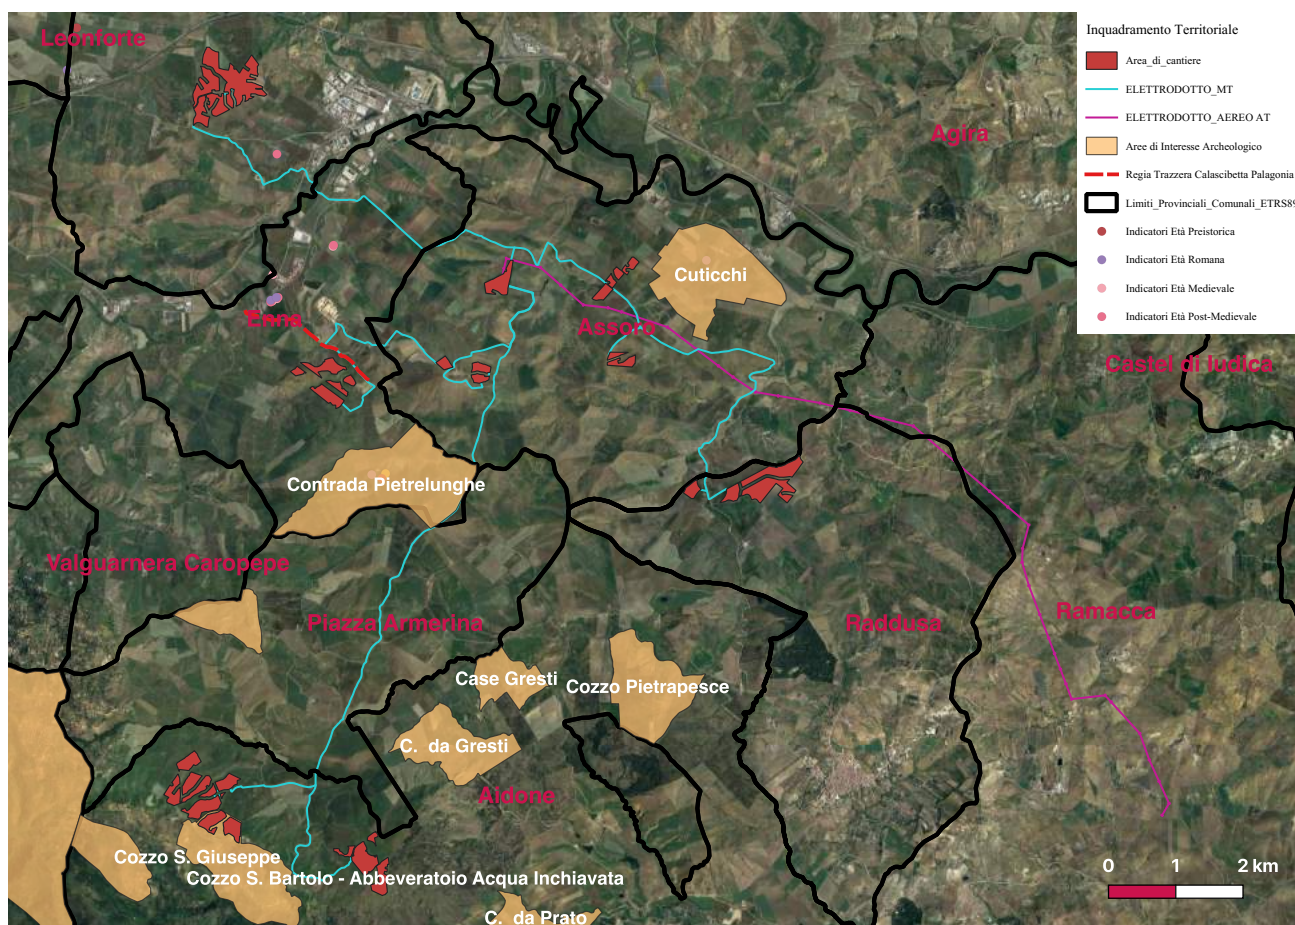 Leonforte
Agira
Cuticchi
Enna
Assoro
Castel di Iudica
Contrada Pietrelunghe
Valguarnera Caropepe
Piazza Armerina
Raddusa
Ramacca
Case Gresti
Cozzo Pietrapesce
C. da Gresti
Aidone
Cozzo S. Giuseppe
Cozzo S. Bartolo - Abbeveratoio Acqua Inchiavata
C. da Prato
Inquadramento Territoriale
Area_di_cantiere
ELETTRODOTTO_MT
ELETTRODOTTO_AEREO AT
Aree di Interesse Archeologico
Regia Trazzera Calascibetta Palagonia
Limiti_Provinciali_Comunali_ETRS89
Indicatori Età Preistorica
Indicatori Età Romana
Indicatori Età Medievale
Indicatori Età Post-Medievale
0 1 2 km